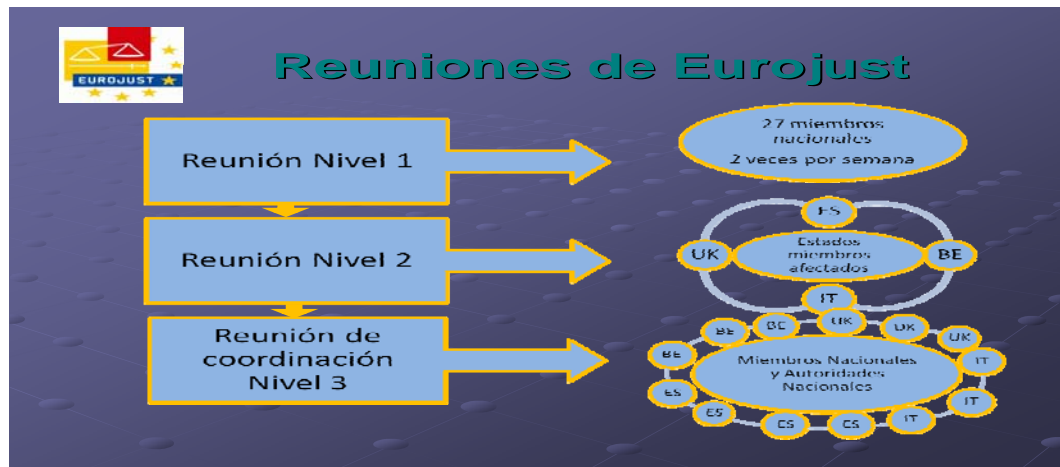 EUROJUST
Reuniones de Eurojust
Reunión Nivel 1
27 miembros
nacionales
2 veces por semana
Reunión Nivel 2
ES
UK
Estados
miembros
afectados
BE
IT
Reunión de
coordinación
Nivel 3
BE
BE
UK
UK
UK
BE
Miembros Nacionales
y Autoridades
Nacionales
IT
ES
IT
ES
ES
ES
IT